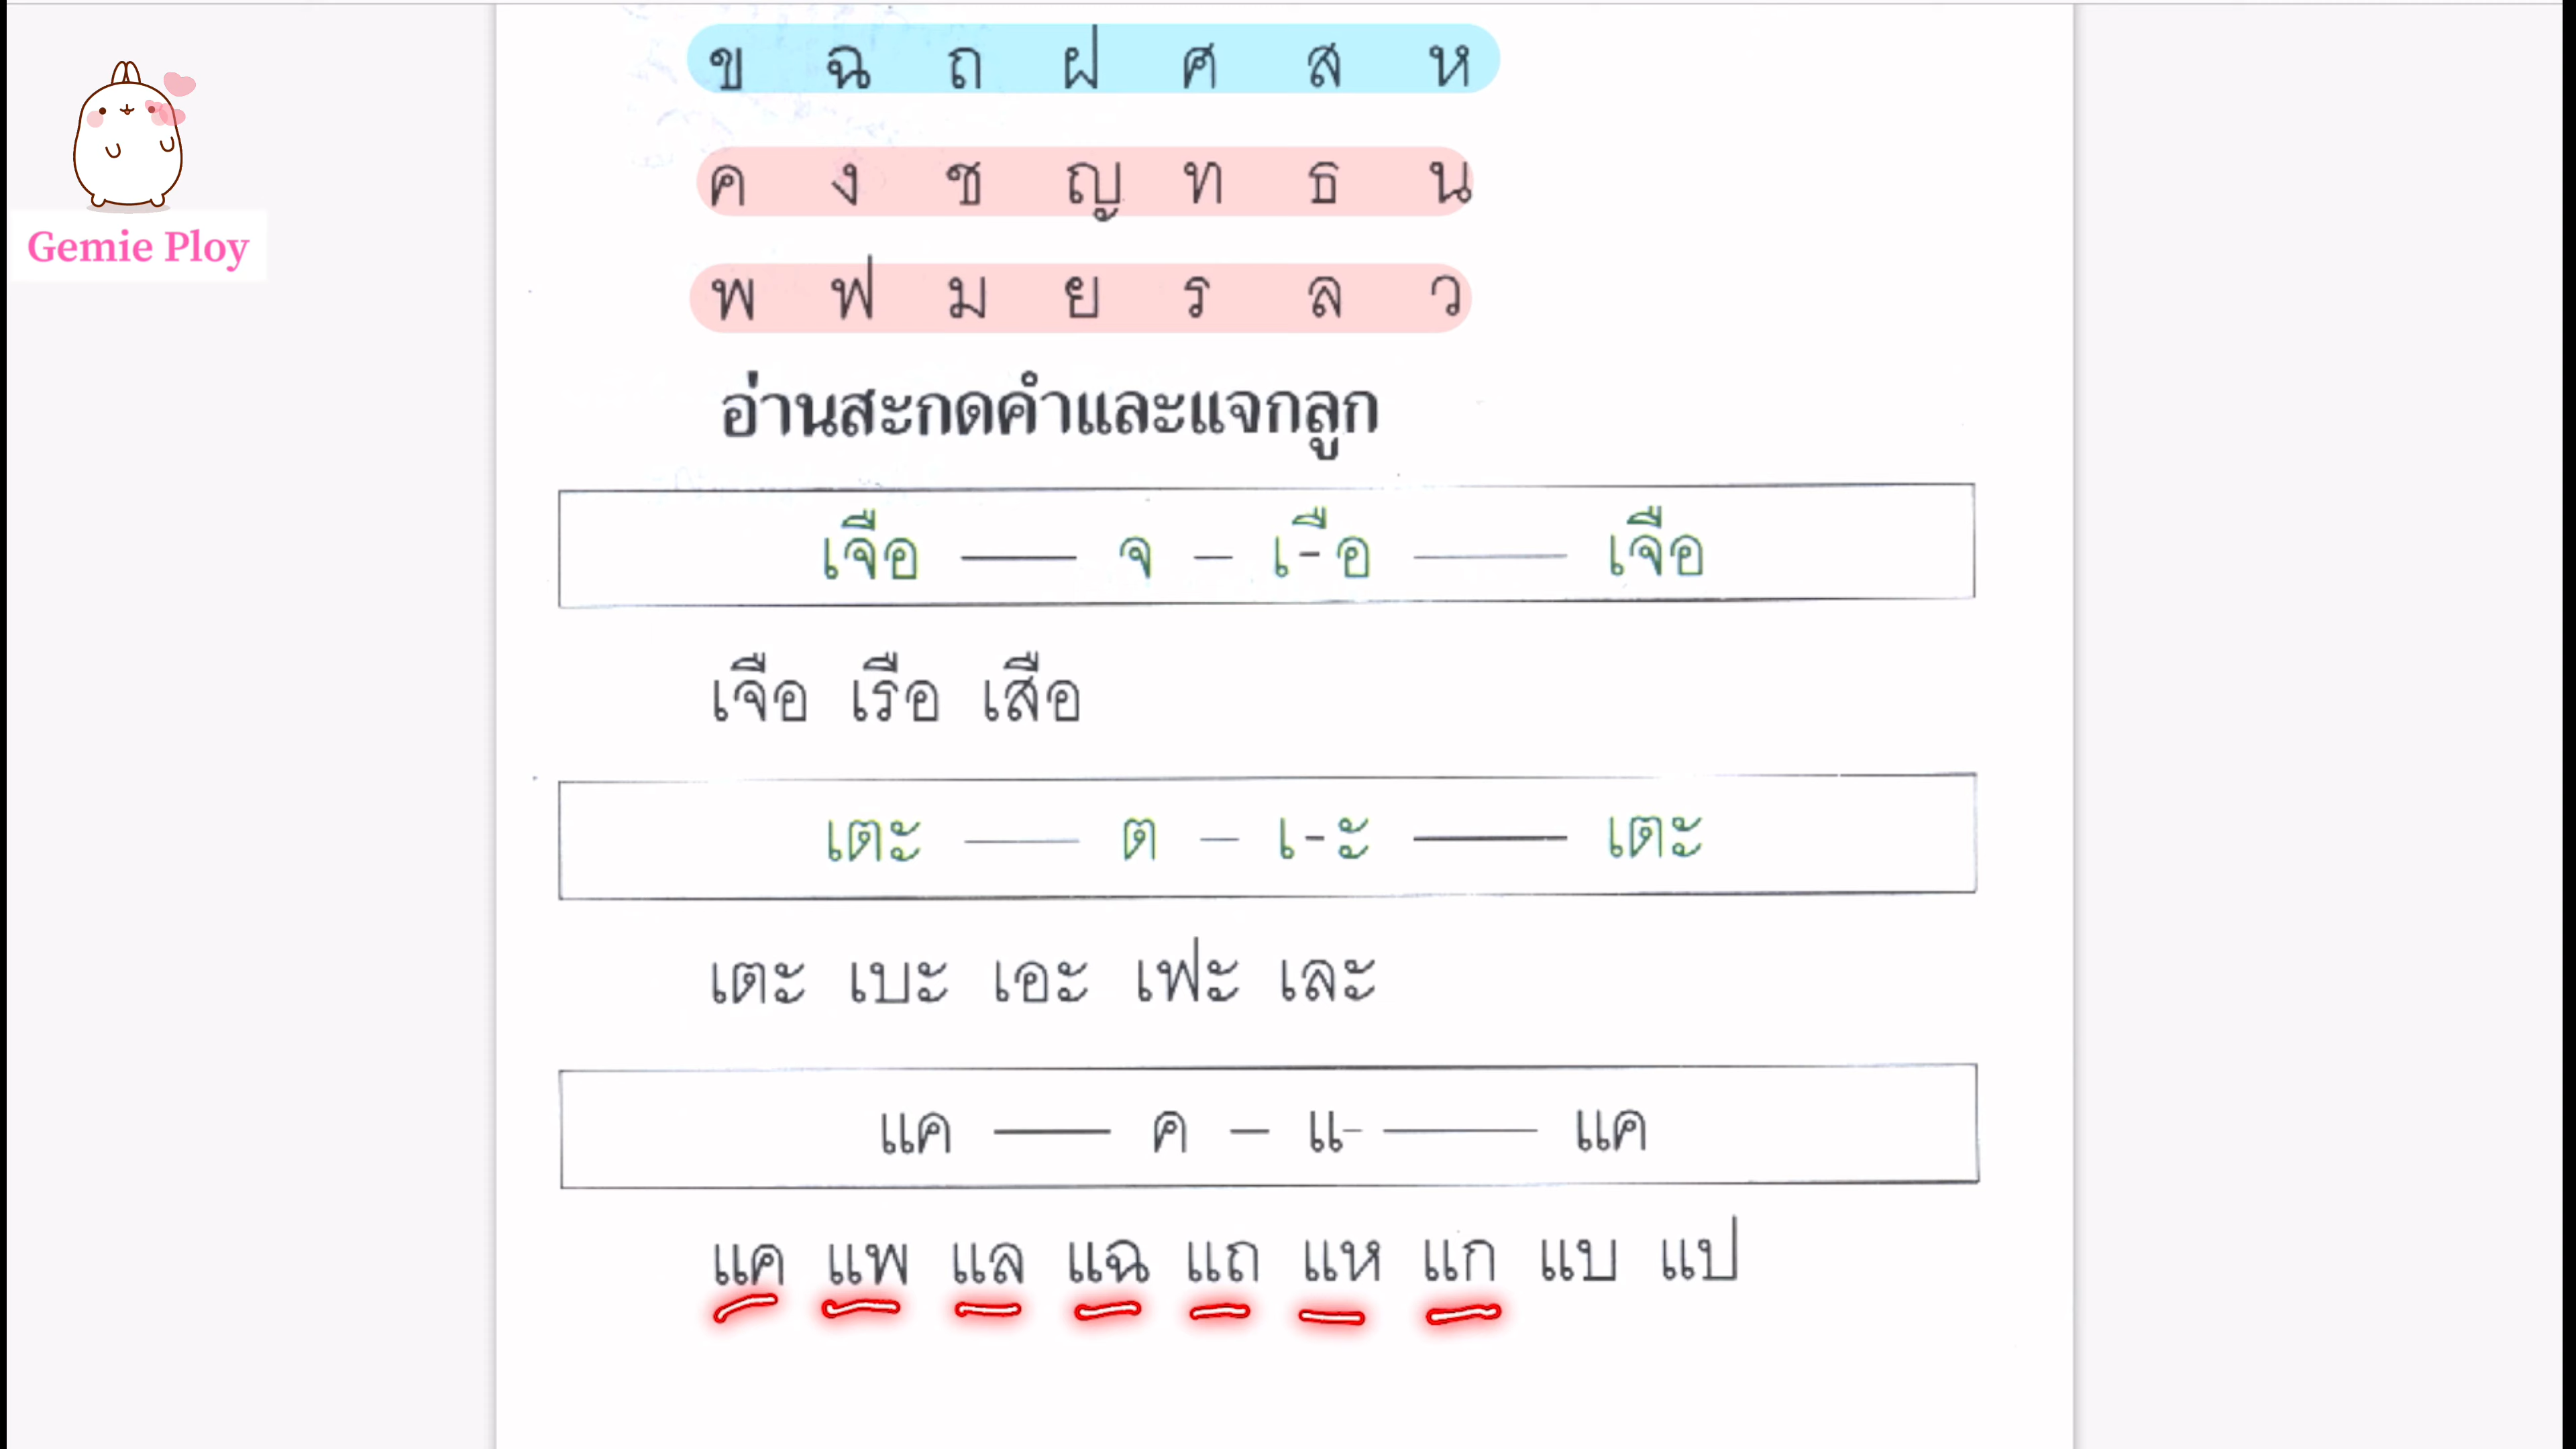 ข ฉ ถ ฝ ศ ส ห
Gemie Ploy
ค ง ช ญ ท ธ น
พ ฟ ม ย ร ล ว
อ่านสะกดคำและแจกลูก
เจือ — จ – เ-ือ — เจือ
เจือ เรือ เสือ
เตะ — ต – เ-ะ — เตะ
เตะ เบะ เอะ เฟะ เละ
แค — ค – แ- — แค
แค แพ แล แฉ แถ แห แก แบ แป